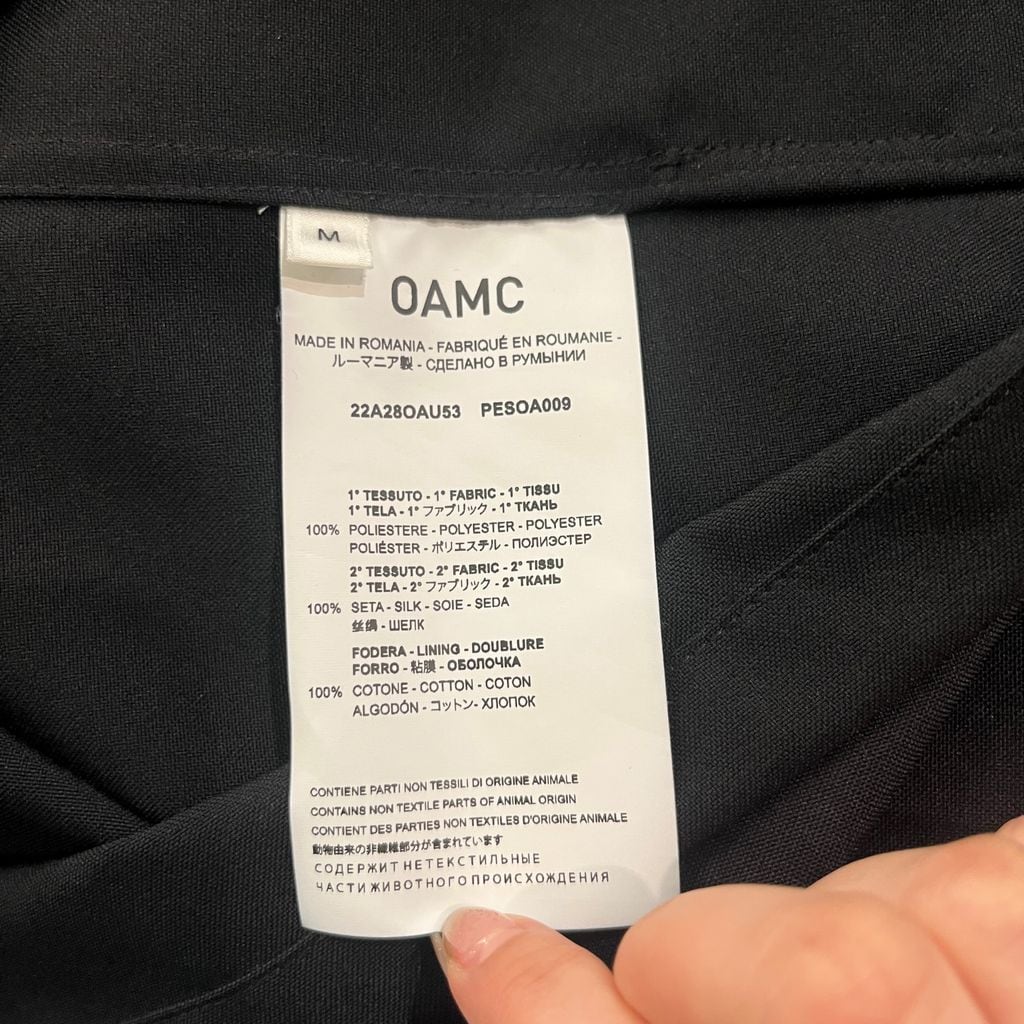 M
OAMC
MADE IN ROMANIA - FABRIQUÉ EN ROUMANIE -
ルーマニア製 - СДЕЛАНО В РУМЫНИИ
22A28OAU53 PESOA009
1° TESSUTO - 1° FABRIC - 1° TISSU
1° TELA - 1° ファブリック - 1° ТКАНЬ
100% POLIESTERE - POLYESTER - POLYESTER
POLIÉSTER - ポリエステル - ПОЛИЭСТЕР
2° TESSUTO - 2° FABRIC - 2° TISSU
2° TELA - 2° ファブリック - 2° ТКАНЬ
100% SETA - SILK - SOIE - SEDA
丝绸 - ШЕЛК
FODERA - LINING - DOUBLURE
FORRO - 粘膜 - ОБОЛОЧКА
100% COTONE - COTTON - COTON
ALGODÓN - コットン- ХЛОПОК
CONTIENE PARTI NON TESSILI DI ORIGINE ANIMALE
CONTAINS NON TEXTILE PARTS OF ANIMAL ORIGIN
CONTIENT DES PARTIES NON TEXTILES D'ORIGINE ANIMALE
動物由来の非繊維部分が含まれています
СОДЕРЖИТ НЕТЕКСТИЛЬНЫЕ
ЧАСТИ ЖИВОТНОГО ПРОИСХОЖДЕНИЯ